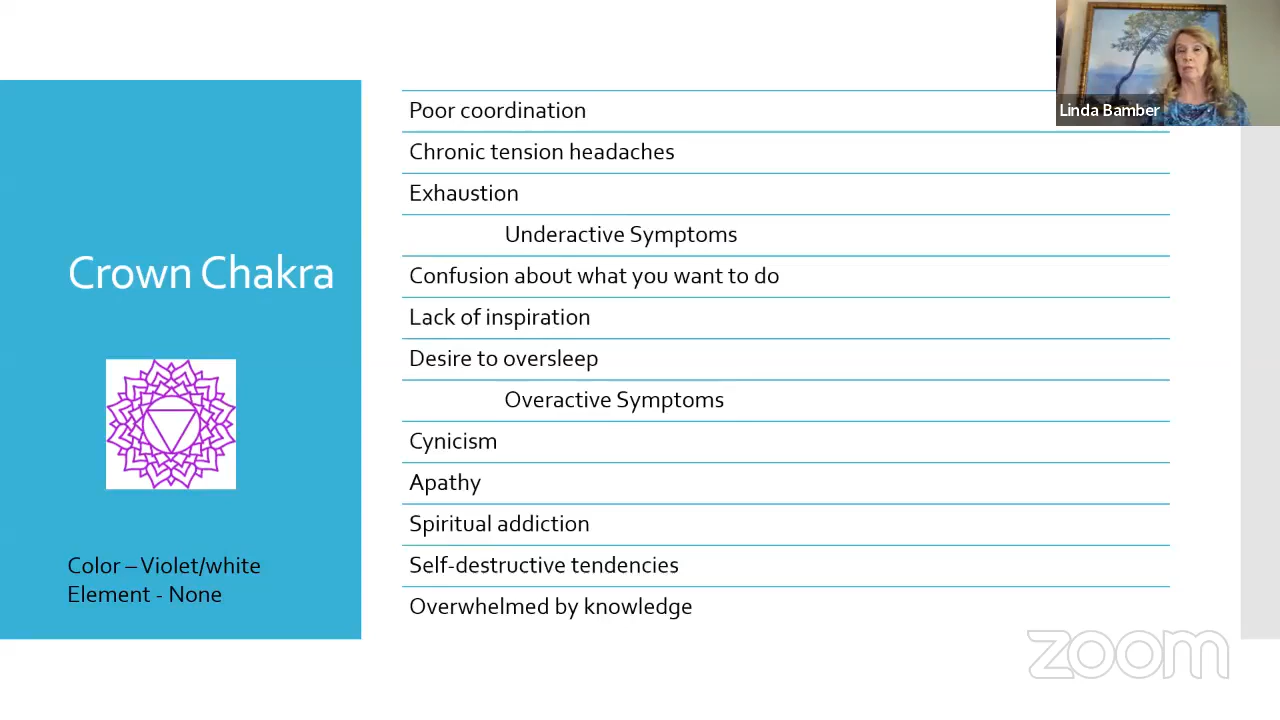 Linda Bamber
Crown Chakra
Color – Violet/white
Element - None
Poor coordination
Chronic tension headaches
Exhaustion
Underactive Symptoms
Confusion about what you want to do
Lack of inspiration
Desire to oversleep
Overactive Symptoms
Cynicism
Apathy
Spiritual addiction
Self-destructive tendencies
Overwhelmed by knowledge
zoom